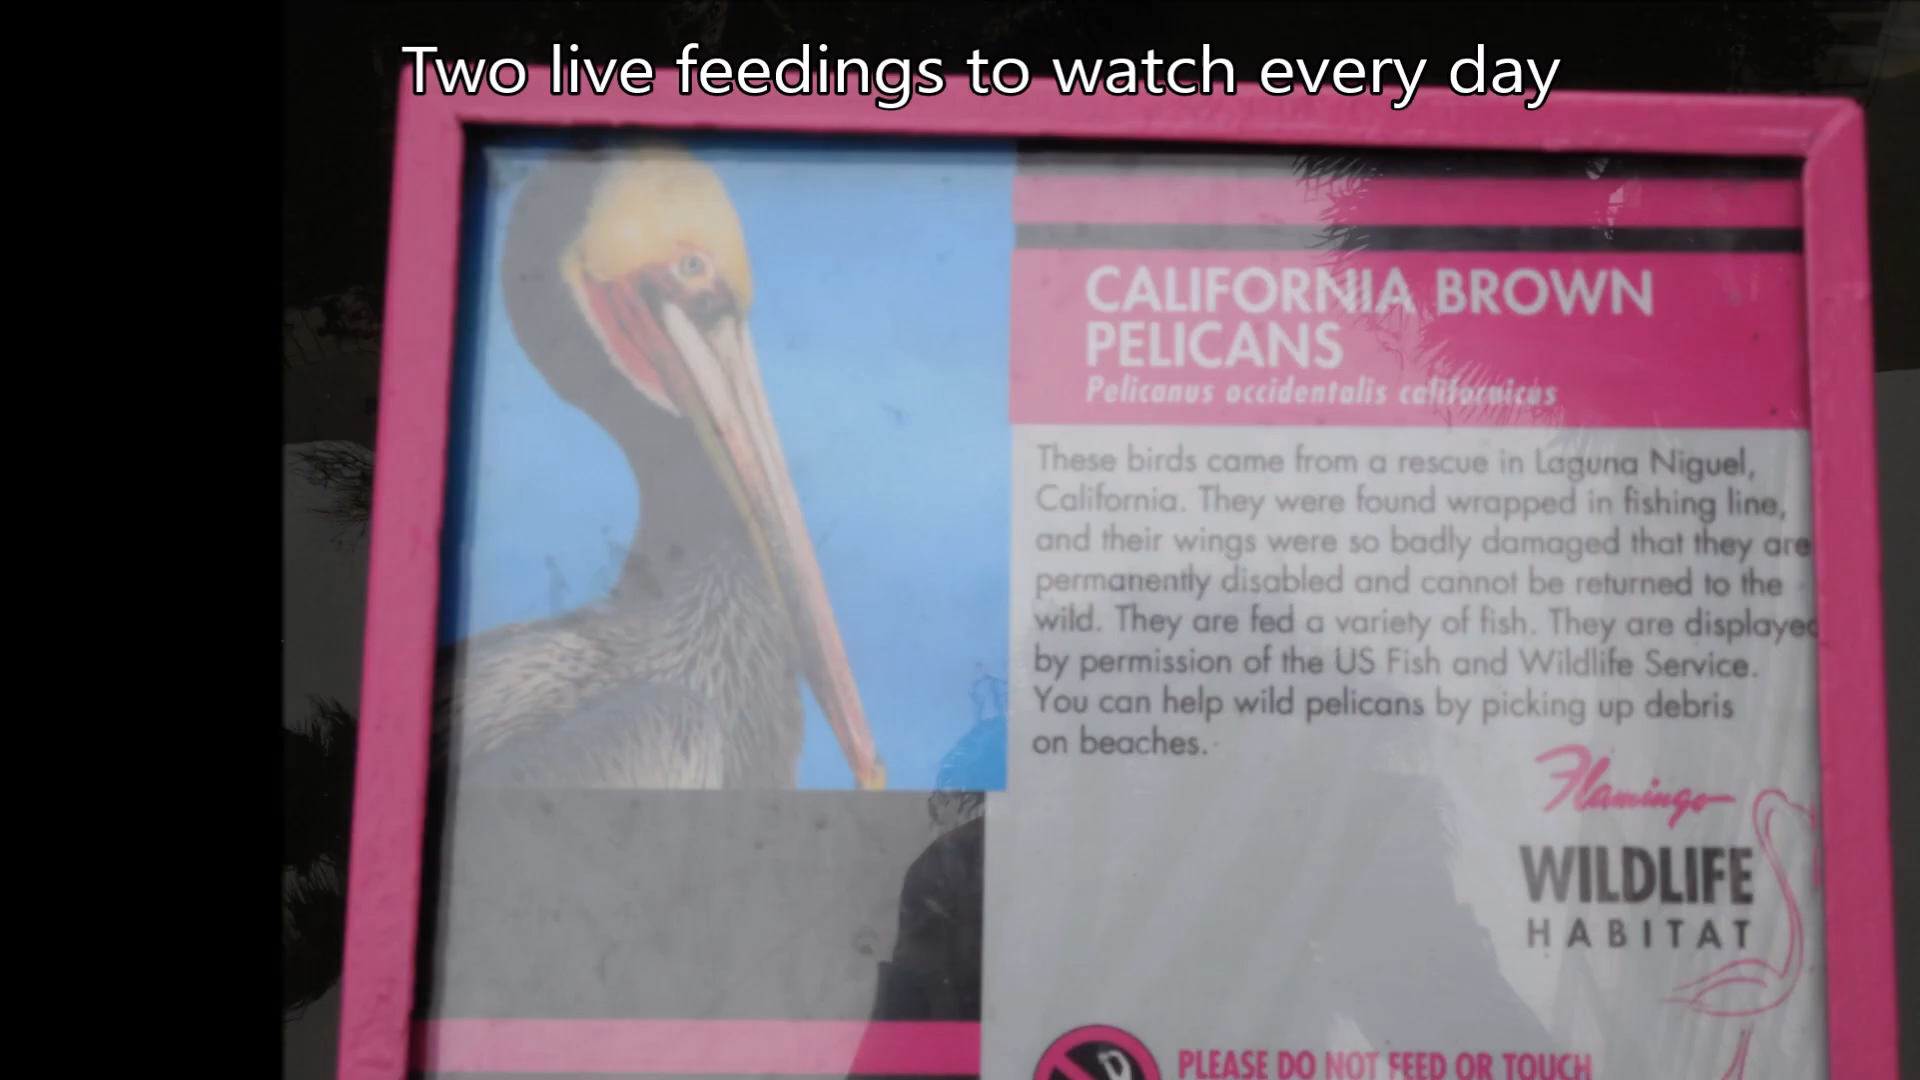 Two live feedings to watch every day
CALIFORNIA BROWN
PELICANS
Pelicanus occidentalis californicus
These birds came from a rescue in Laguna Niguel,
California. They were found wrapped in fishing line,
and their wings were so badly damaged that they are
permanently disabled and cannot be returned to the
wild. They are fed a variety of fish. They are displayed
by permission of the US Fish and Wildlife Service.
You can help wild pelicans by picking up debris
on beaches.
Flamingo
WILDLIFE
HABITAT
PLEASE DO NOT FEED OR TOUCH